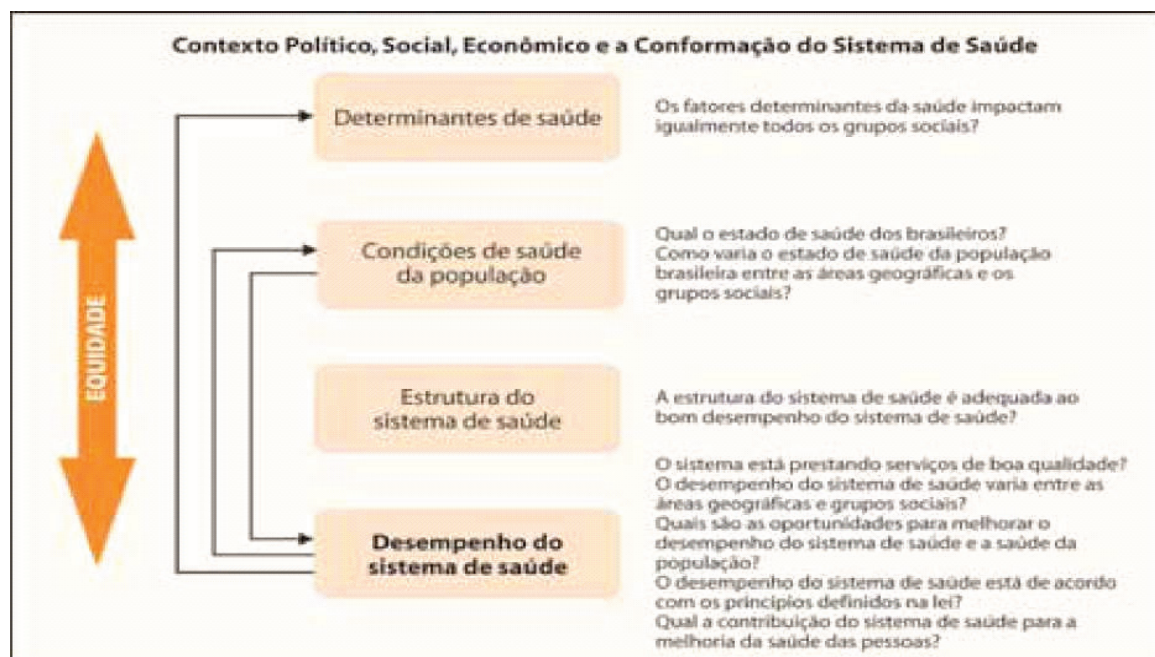 Contexto Político, Social, Econômico e a Conformação do Sistema de Saúde
EQUIDADE
Determinantes de saúde
Os fatores determinantes da saúde impactam
igualmente todos os grupos sociais?
Condições de saúde
da população
Qual o estado de saúde dos brasileiros?
Como varia o estado de saúde da população
brasileira entre as áreas geográficas e os
grupos sociais?
Estrutura do
sistema de saúde
A estrutura do sistema de saúde é adequada ao
bom desempenho do sistema de saúde?
Desempenho do
sistema de saúde
O sistema está prestando serviços de boa qualidade?
O desempenho do sistema de saúde varia entre as
áreas geográficas e grupos sociais?
Quais são as oportunidades para melhorar o
desempenho do sistema de saúde e a saúde da
população?
O desempenho do sistema de saúde está de acordo
com os princípios definidos na lei?
Qual a contribuição do sistema de saúde para a
melhoria da saúde das pessoas?